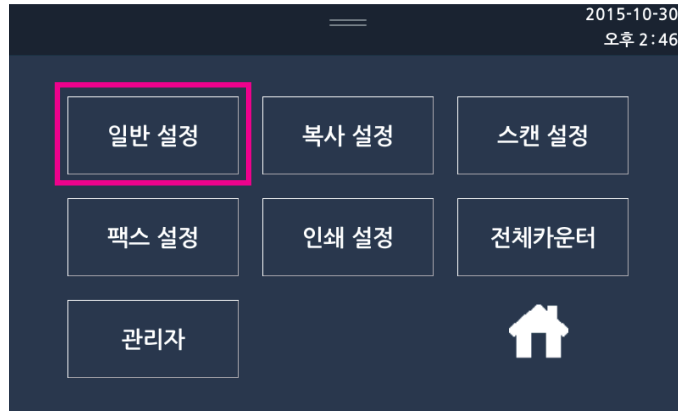 2015-10-30
오후 2:46
일반 설정
복사 설정
스캔 설정
팩스 설정
인쇄 설정
전체카운터
관리자